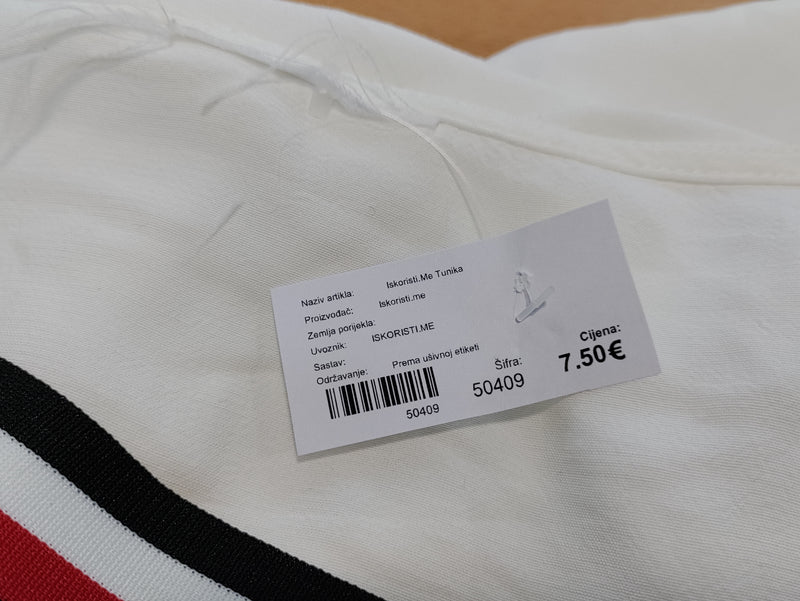 Naziv artikla: Iskoristi.Me Tunika
Proizvođač: Iskoristi.me
Zemlja porijekla:
Uvoznik: ISKORISTI.ME
Sastav:
Održavanje: Prema ušivnoj etiketi
50409
Šifra:
50409
Cijena:
7.50€